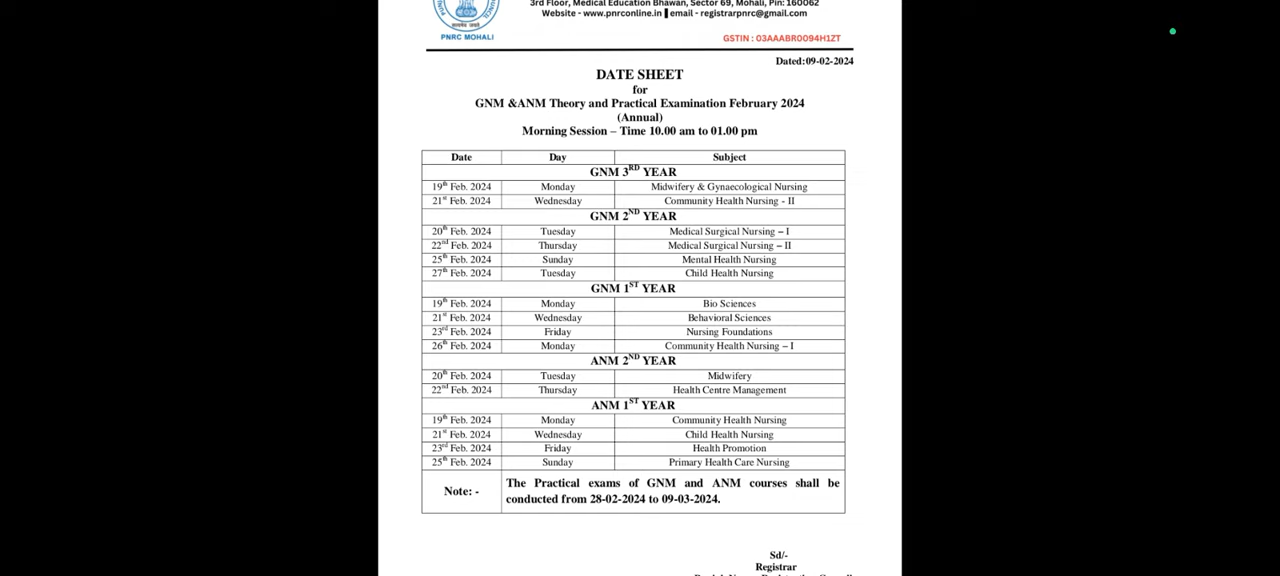 3rd Floor, Medical Education Bhawan, Sector 69, Mohali, Pin: 160062
Website - www.pnrconline.in | email - registrarpnrc@gmail.com
PNRC MOHALI
GSTIN : 03AAABR0094H1ZT
Dated:09-02-2024
DATE SHEET
for
GNM &ANM Theory and Practical Examination February 2024
(Annual)
Morning Session – Time 10.00 am to 01.00 pm
Date Day Subject
GNM 3RD YEAR
19th Feb. 2024 Monday Midwifery & Gynaecological Nursing
21st Feb. 2024 Wednesday Community Health Nursing - II
GNM 2ND YEAR
20th Feb. 2024 Tuesday Medical Surgical Nursing – I
22nd Feb. 2024 Thursday Medical Surgical Nursing – II
25th Feb. 2024 Sunday Mental Health Nursing
27th Feb. 2024 Tuesday Child Health Nursing
GNM 1ST YEAR
19th Feb. 2024 Monday Bio Sciences
21st Feb. 2024 Wednesday Behavioral Sciences
23rd Feb. 2024 Friday Nursing Foundations
26th Feb. 2024 Monday Community Health Nursing – I
ANM 2ND YEAR
20th Feb. 2024 Tuesday Midwifery
22nd Feb. 2024 Thursday Health Centre Management
ANM 1ST YEAR
19th Feb. 2024 Monday Community Health Nursing
21st Feb. 2024 Wednesday Child Health Nursing
23rd Feb. 2024 Friday Health Promotion
25th Feb. 2024 Sunday Primary Health Care Nursing
Note: - The Practical exams of GNM and ANM courses shall be
conducted from 28-02-2024 to 09-03-2024.
Sd/-
Registrar